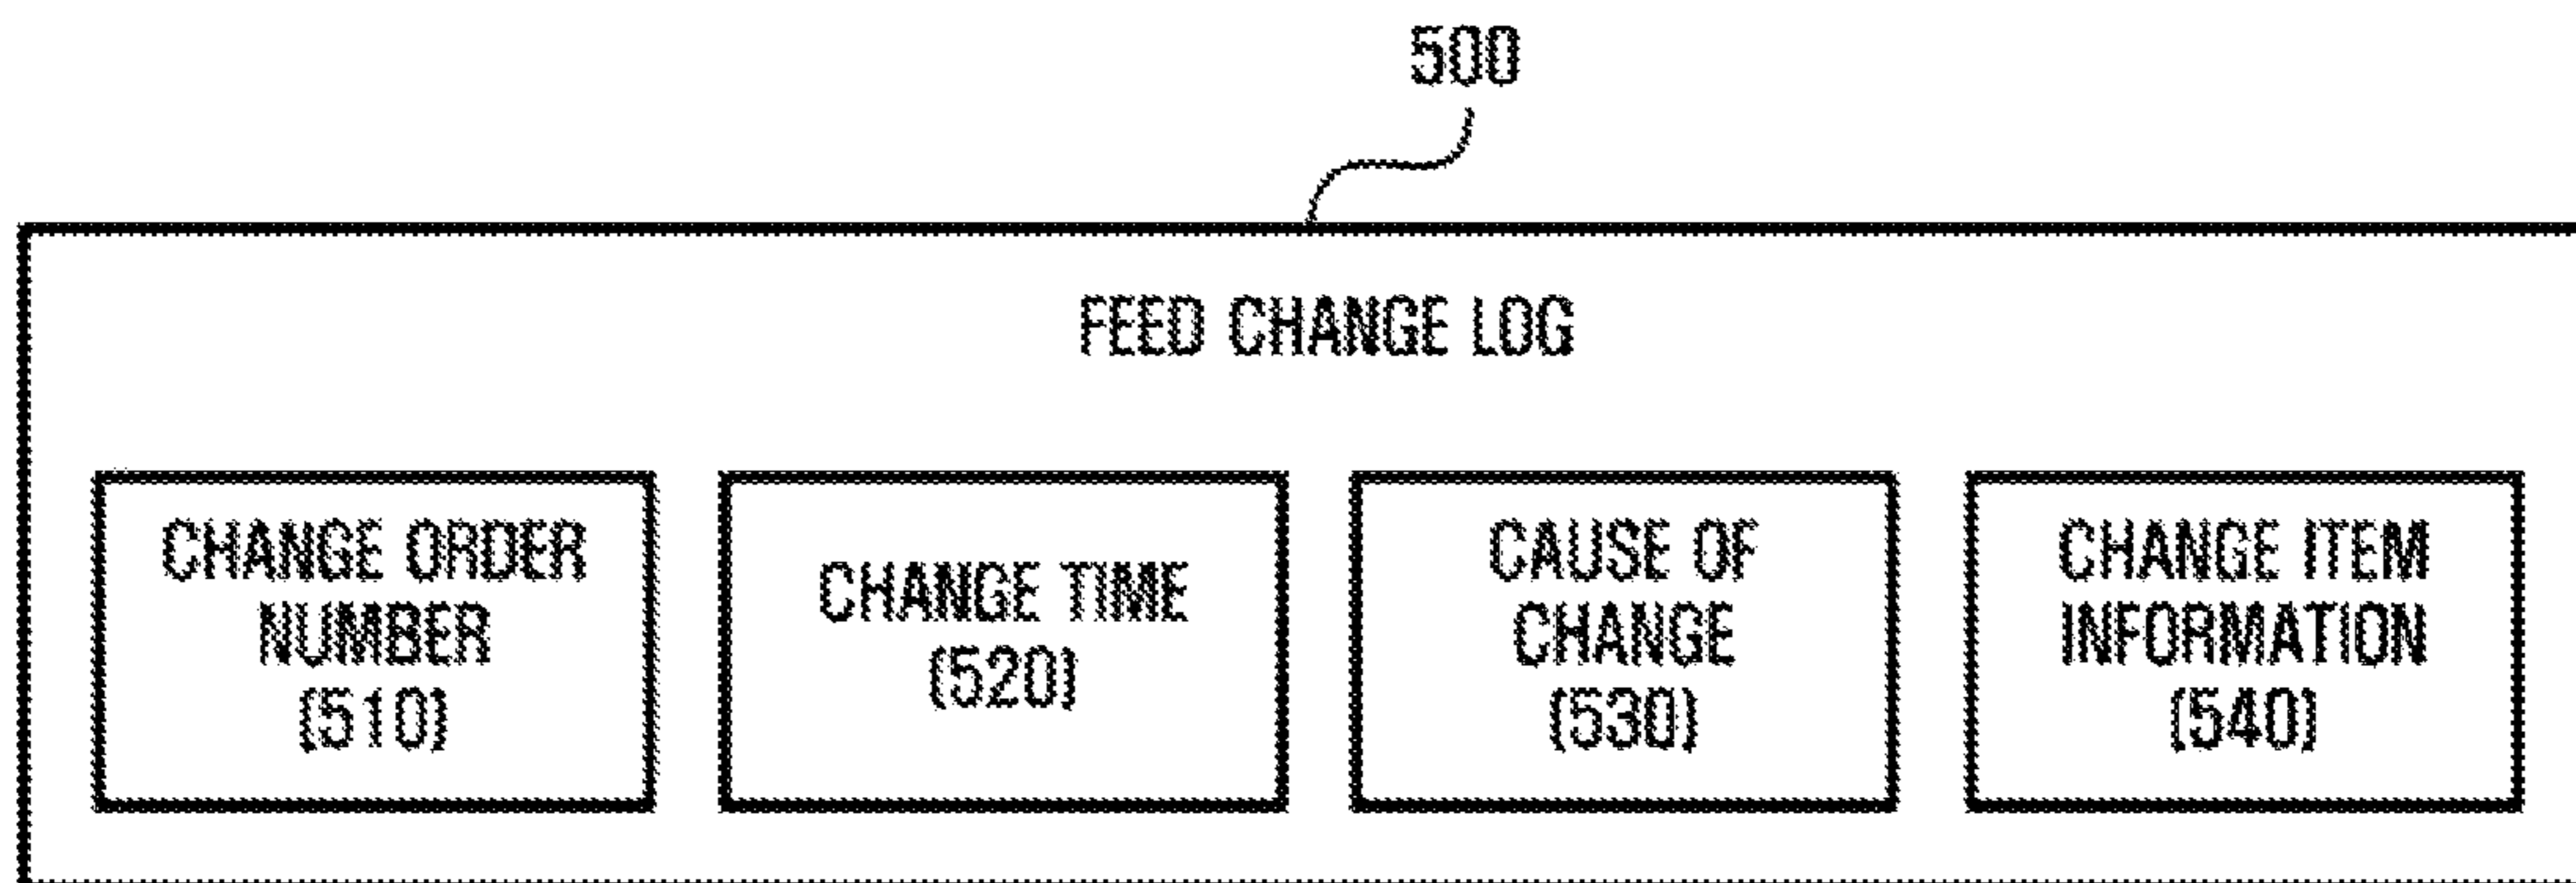 500
FEED CHANGE LOG
CHANGE ORDER
NUMBER
(510)
CHANGE TIME
(520)
CAUSE OF
CHANGE
(530)
CHANGE ITEM
INFORMATION
(540)